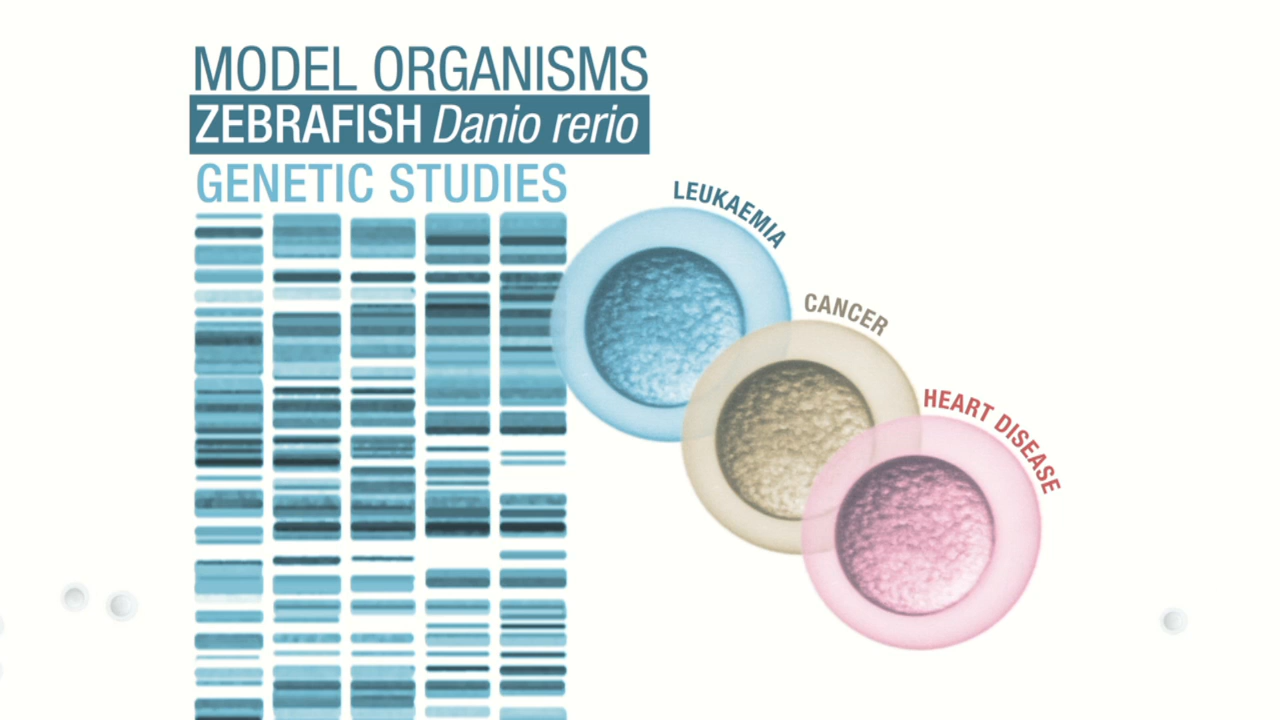 MODEL ORGANISMS
ZEBRAFISH Danio rerio
GENETIC STUDIES
LEUKAEMIA
CANCER
HEART DISEASE